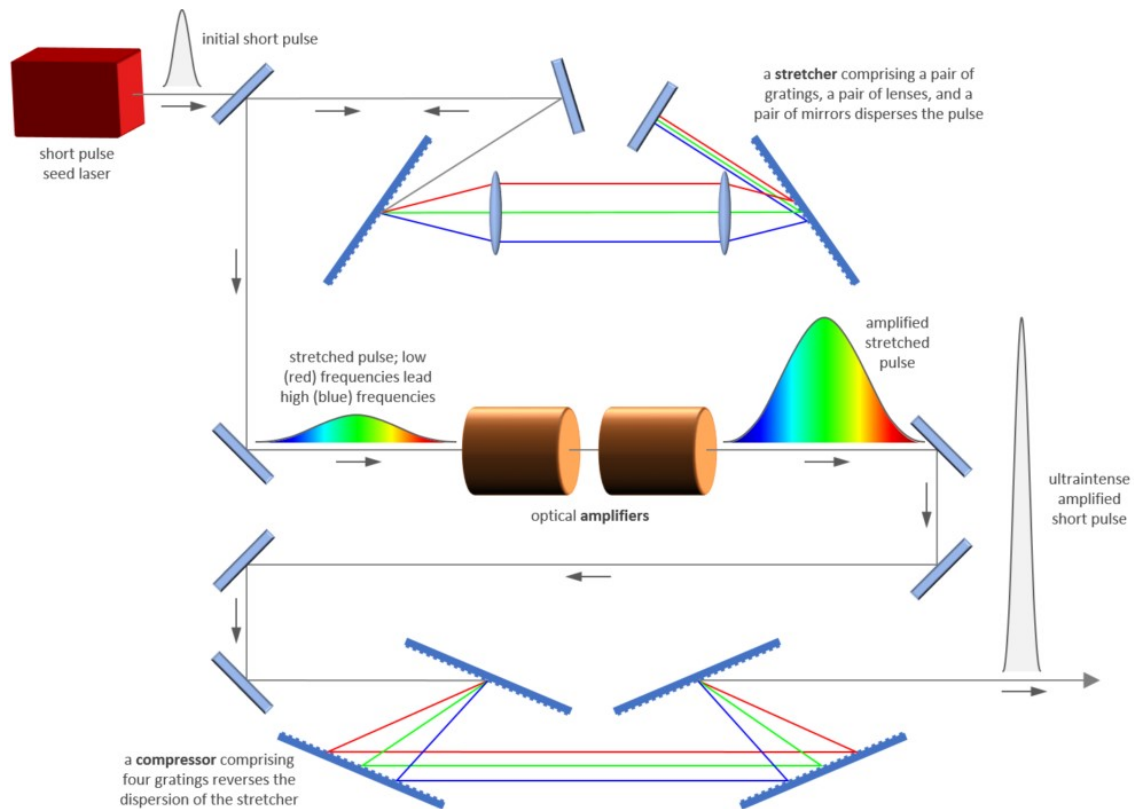 initial short pulse
short pulse
seed laser
a stretcher comprising a pair of
gratings, a pair of lenses, and a
pair of mirrors disperses the pulse
stretched pulse; low
(red) frequencies lead
high (blue) frequencies
amplified
stretched
pulse
optical amplifiers
ultraintense
amplified
short pulse
a compressor comprising
four gratings reverses the
dispersion of the stretcher